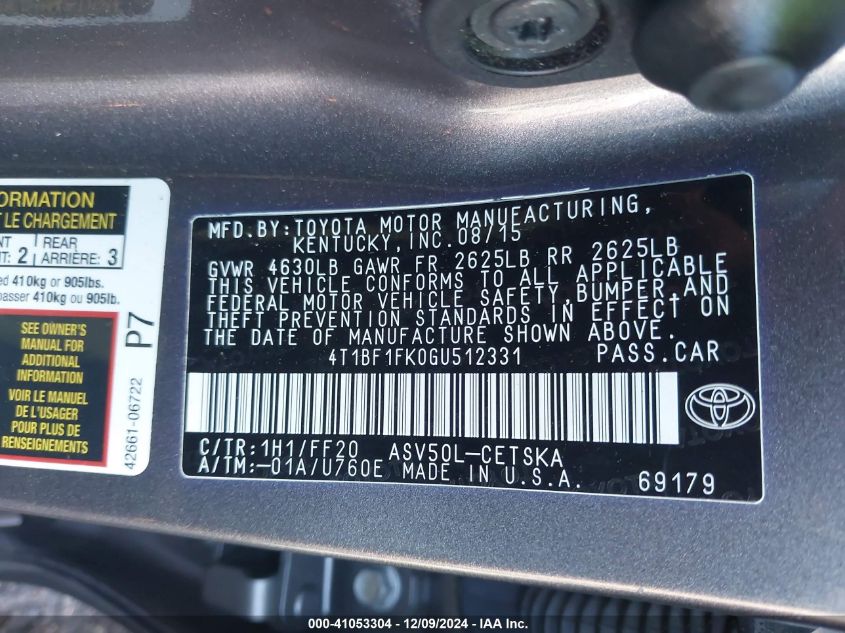 ORMATION
T LE CHARGEMENT
NT 2 REAR ARRIÈRE: 3
ed 410kg or 905lbs.
passer 410kg ou 905lb.
SEE OWNER'S
MANUAL FOR
ADDITIONAL
INFORMATION
VOIR LE MANUEL
DE L'USAGER
POUR PLUS DE
RENSEIGNEMENTS
P7
42661-06722
MFD.BY:TOYOTA MOTOR MANUFACTURING,
KENTUCKY, INC. 08/15
GVWR 4630LB GAWR FR 2625LB RR 2625LB
THIS VEHICLE CONFORMS TO ALL APPLICABLE
FEDERAL MOTOR VEHICLE SAFETY, BUMPER, AND
THEFT PREVENTION STANDARDS IN EFFECT ON
THE DATE OF MANUFACTURE SHOWN ABOVE.
4T1BF1FK0GU512331 PASS.CAR
C/TR:1H1/FF20 ASV50L-CETSKA
A/TM:-01A/U760E MADE IN U.S.A.
69179
000-41053304 - 12/09/2024 - IAA Inc.